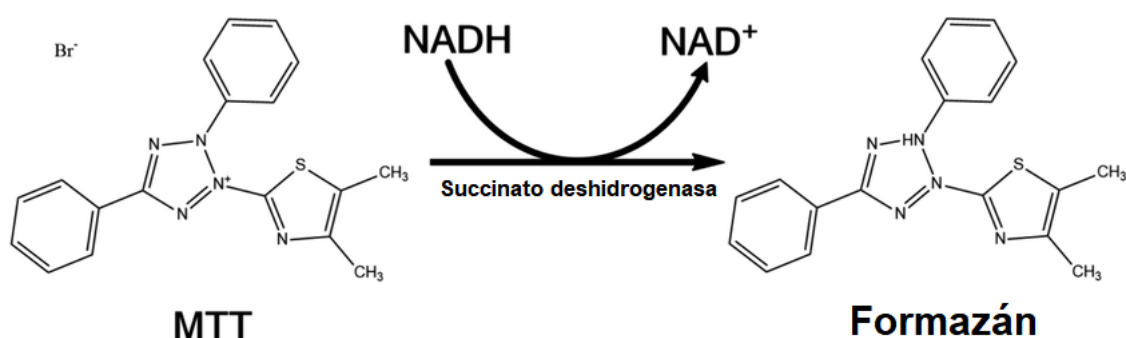 Br-
NADH
NAD+
N
N
N+
N
S
N
CH3
CH3
Succinato deshidrogenasa
N
HN
N
N
S
N
CH3
CH3
MTT
Formazán